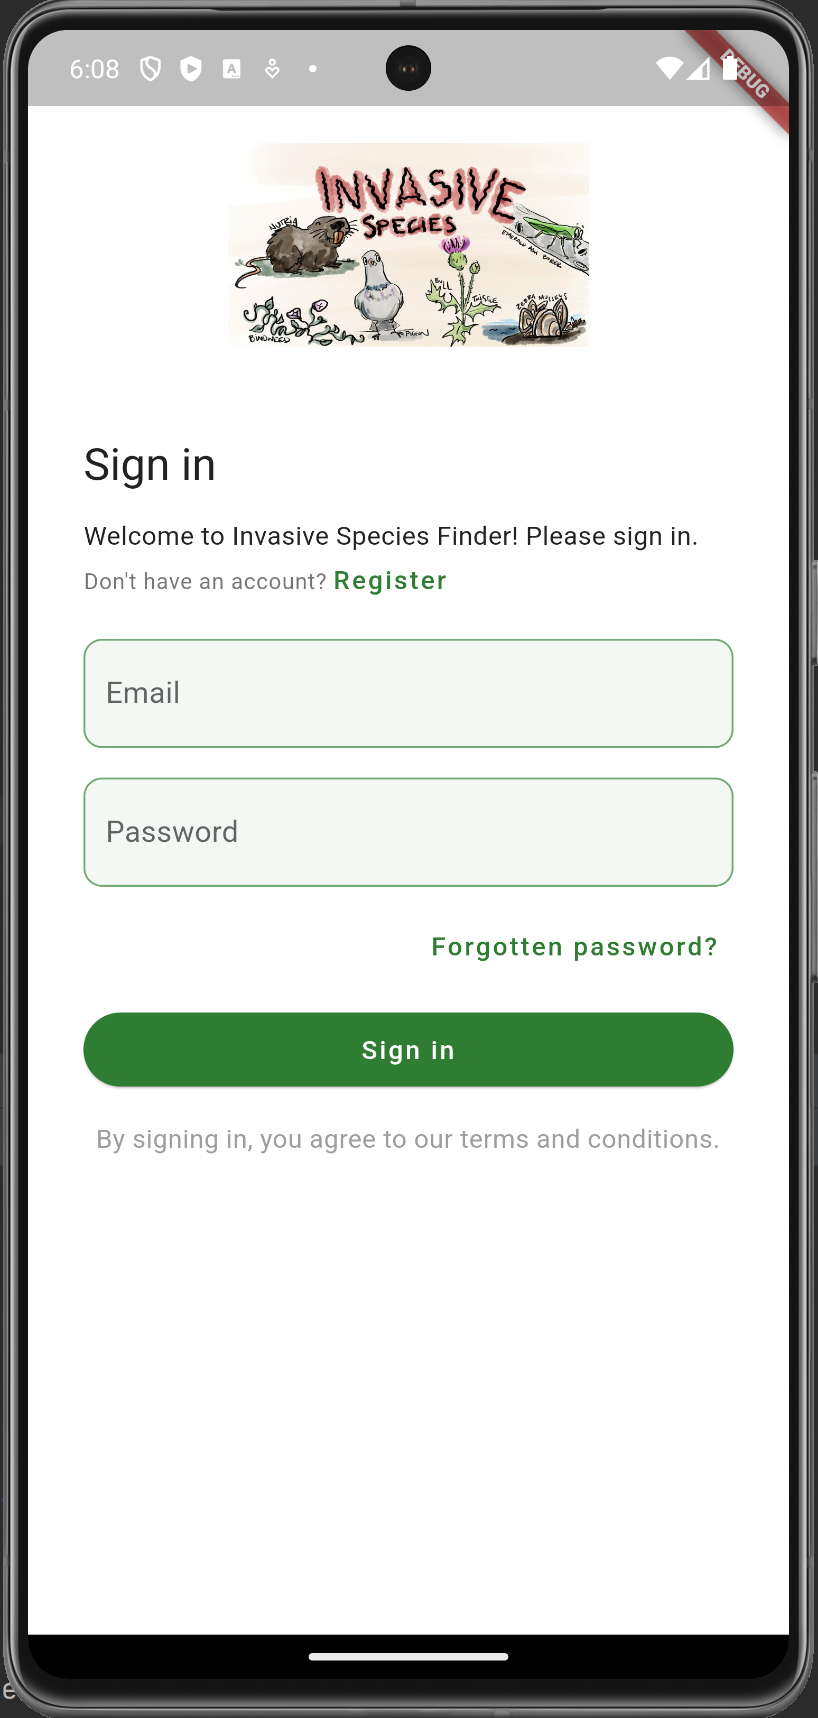 6:08
A
DEBUG
INVASIVE
SPECIES
NUTRIA
EMERALD ASH BORER
BULL
THISTLE
ZEBRA MUSSELS
BINDWEED
PIGEON
Sign in
Welcome to Invasive Species Finder! Please sign in.
Don't have an account? Register
Email
Password
Forgotten password?
Sign in
By signing in, you agree to our terms and conditions.
e